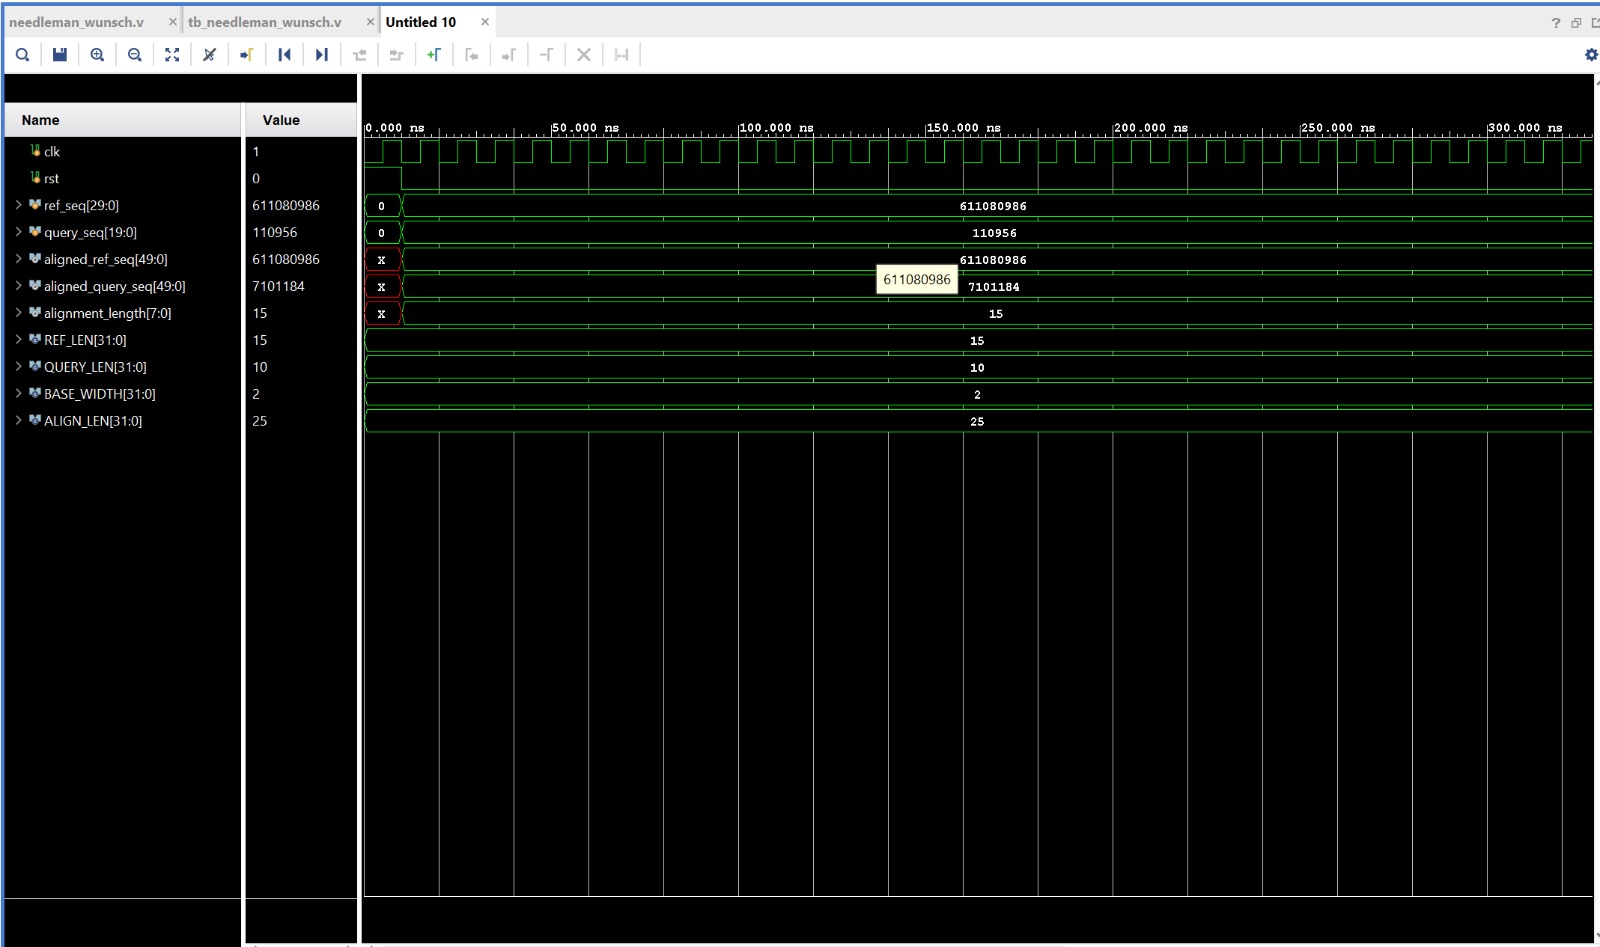 needleman_wunsch.v × tb_needleman_wunsch.v × Untitled 10 ×
?
Name Value
0.000 ns 50.000 ns 100.000 ns 150.000 ns 200.000 ns 250.000 ns 300.000 ns
clk 1
rst 0
ref_seq[29:0] 611080986 0 611080986
query_seq[19:0] 110956 0 110956
aligned_ref_seq[49:0] 611080986 X 611080986
611080986
aligned_query_seq[49:0] 7101184 X 7101184
alignment_length[7:0] 15 X 15
REF_LEN[31:0] 15 15
QUERY_LEN[31:0] 10 10
BASE_WIDTH[31:0] 2 2
ALIGN_LEN[31:0] 25 25